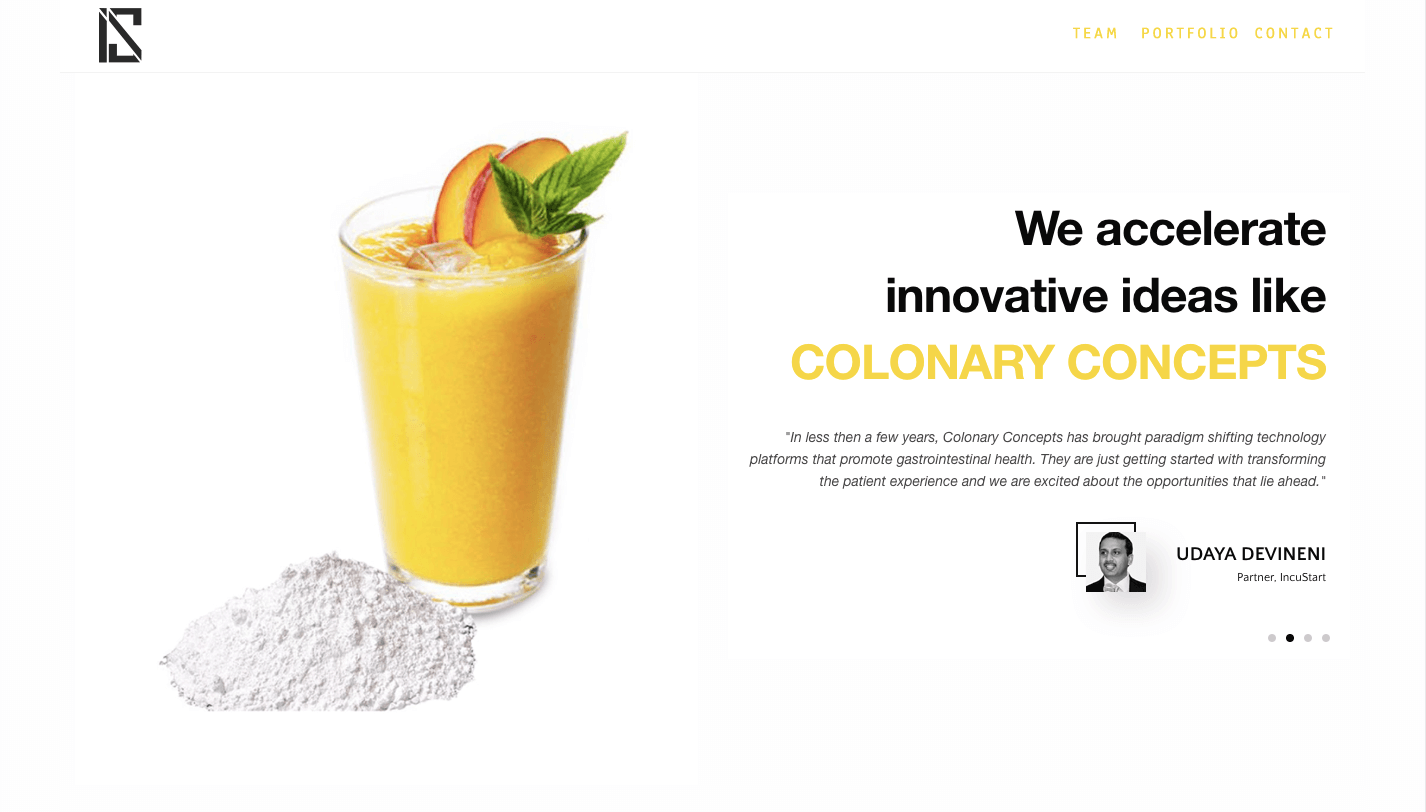 IS
TEAM PORTFOLIO CONTACT
We accelerate
innovative ideas like
COLONARY CONCEPTS
"In less then a few years, Colonary Concepts has brought paradigm shifting technology
platforms that promote gastrointestinal health. They are just getting started with transforming
the patient experience and we are excited about the opportunities that lie ahead."
UDAYA DEVINENI
Partner, IncuStart